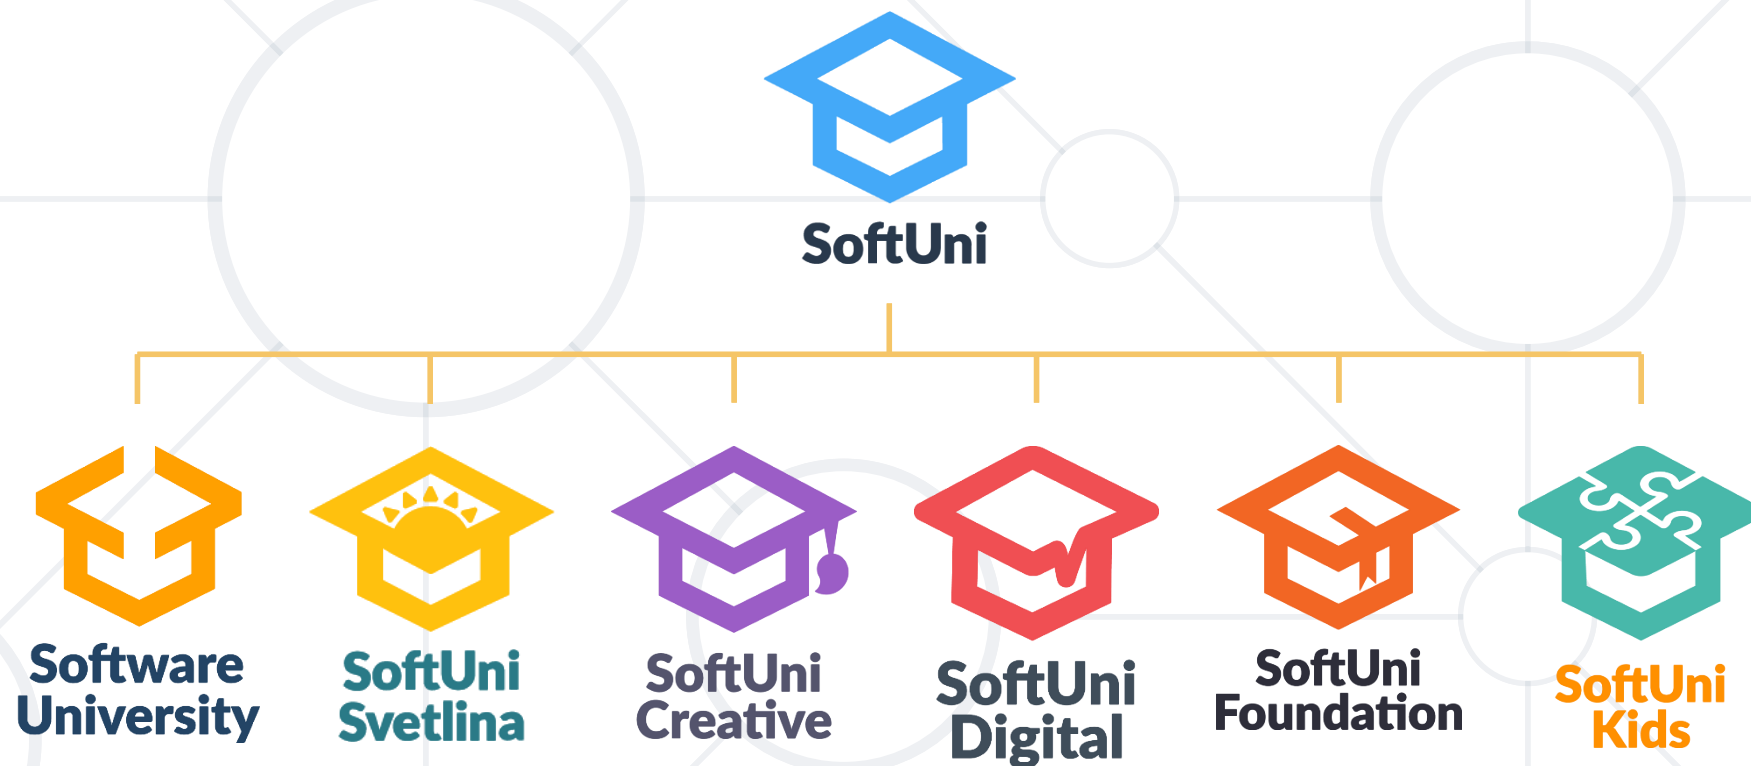 SoftUni
Software
University
SoftUni
Svetlina
SoftUni
Creative
SoftUni
Digital
SoftUni
Foundation
SoftUni
Kids